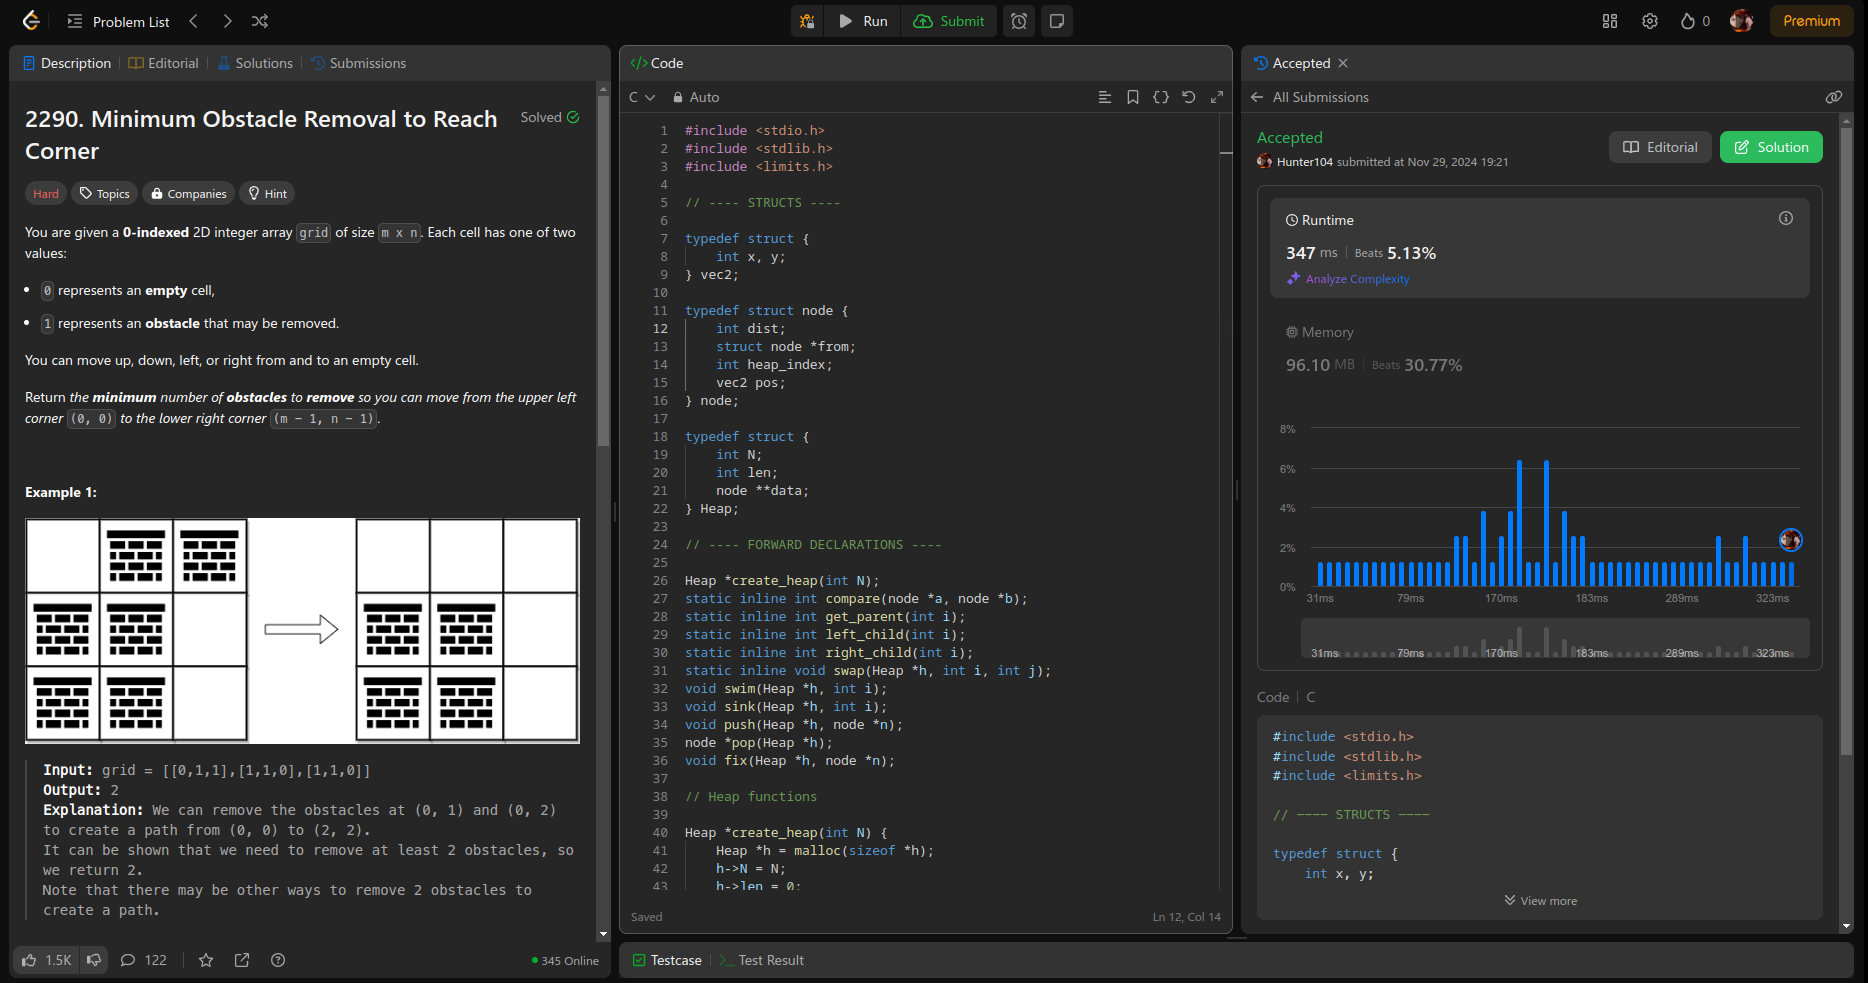 Problem List
Run
Submit
0
Premium
Description
Editorial
Solutions
Submissions
2290. Minimum Obstacle Removal to Reach
Corner
Solved
Hard
Topics
Companies
Hint
You are given a 0-indexed 2D integer array grid of size m x n. Each cell has one of two
values:
• 0 represents an empty cell,
• 1 represents an obstacle that may be removed.
You can move up, down, left, or right from and to an empty cell.
Return the minimum number of obstacles to remove so you can move from the upper left
corner (0, 0) to the lower right corner (m - 1, n - 1).
Example 1:
Input: grid = [[0,1,1],[1,1,0],[1,1,0]]
Output: 2
Explanation: We can remove the obstacles at (0, 1) and (0, 2)
to create a path from (0, 0) to (2, 2).
It can be shown that we need to remove at least 2 obstacles, so
we return 2.
Note that there may be other ways to remove 2 obstacles to
create a path.
1.5K
122
345 Online
</> Code
C
Auto
1 #include <stdio.h>
2 #include <stdlib.h>
3 #include <limits.h>
4
5 // ---- STRUCTS ----
6
7 typedef struct {
8 int x, y;
9 } vec2;
10
11 typedef struct node {
12 int dist;
13 struct node *from;
14 int heap_index;
15 vec2 pos;
16 } node;
17
18 typedef struct {
19 int N;
20 int len;
21 node **data;
22 } Heap;
23
24 // ---- FORWARD DECLARATIONS ----
25
26 Heap *create_heap(int N);
27 static inline int compare(node *a, node *b);
28 static inline int get_parent(int i);
29 static inline int left_child(int i);
30 static inline int right_child(int i);
31 static inline void swap(Heap *h, int i, int j);
32 void swim(Heap *h, int i);
33 void sink(Heap *h, int i);
34 void push(Heap *h, node *n);
35 node *pop(Heap *h);
36 void fix(Heap *h, node *n);
37
38 // Heap functions
39
40 Heap *create_heap(int N) {
41 Heap *h = malloc(sizeof *h);
42 h->N = N;
43 h->len = 0;
Saved
Ln 12, Col 14
Testcase
Test Result
Accepted
All Submissions
Accepted
Hunter104 submitted at Nov 29, 2024 19:21
Editorial
Solution
Runtime
347 ms
Beats 5.13%
Analyze Complexity
Memory
96.10 MB
Beats 30.77%
8%
6%
4%
2%
0%
31ms 79ms 170ms 183ms 289ms 323ms
31ms 79ms 170ms 183ms 289ms 323ms
Code | C
#include <stdio.h>
#include <stdlib.h>
#include <limits.h>
// ---- STRUCTS ----
typedef struct {
int x, y;
View more